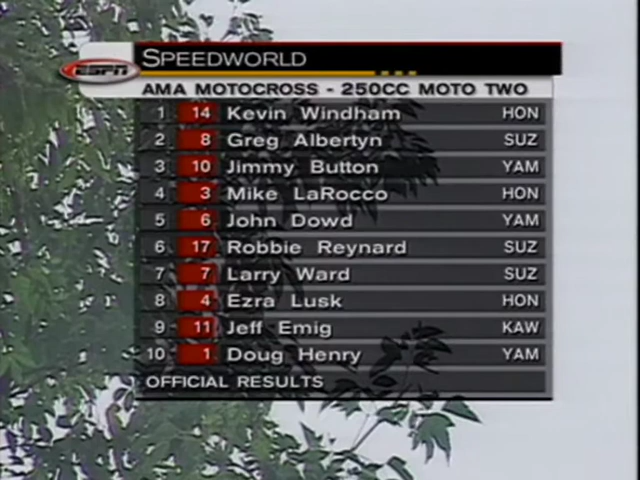 SPEEDWORLD
ESPN
AMA MOTOCROSS - 250CC MOTO TWO
1 14 Kevin Windham HON
2 8 Greg Albertyn SUZ
3 10 Jimmy Button YAM
4 3 Mike LaRocco HON
5 6 John Dowd YAM
6 17 Robbie Reynard SUZ
7 7 Larry Ward SUZ
8 4 Ezra Lusk HON
9 11 Jeff Emig KAW
10 1 Doug Henry YAM
OFFICIAL RESULTS